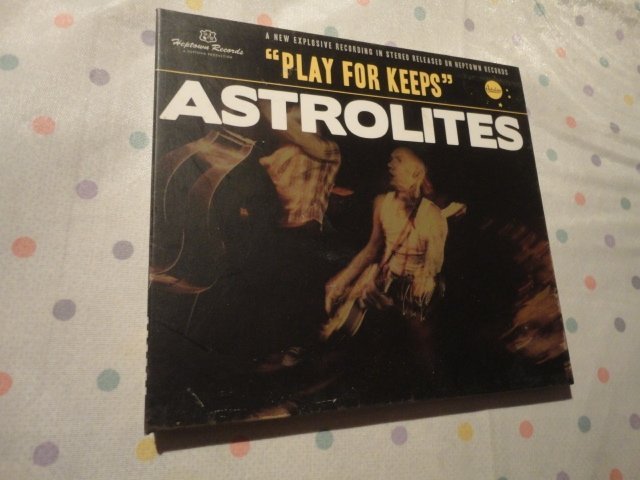 Heptown Records
A NEW EXPLOSIVE RECORDING IN STEREO RELEASED ON HEPTOWN RECORDS
"PLAY FOR KEEPS"
ASTROLITES